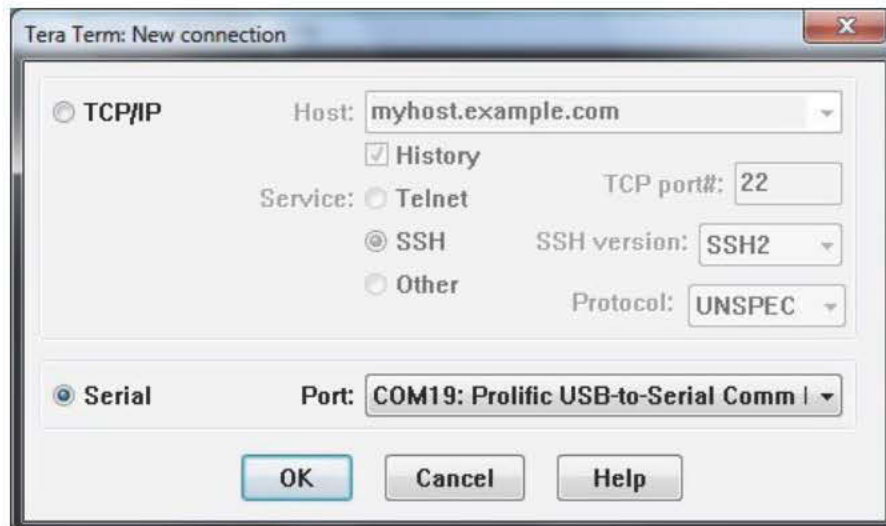 Tera Term: New connection
TCP/IP Host: myhost.example.com
History
Service: Telnet TCP port#: 22
SSH SSH version: SSH2
Other Protocol: UNSPEC
Serial Port: COM19: Prolific USB-to-Serial Comm
OK Cancel Help